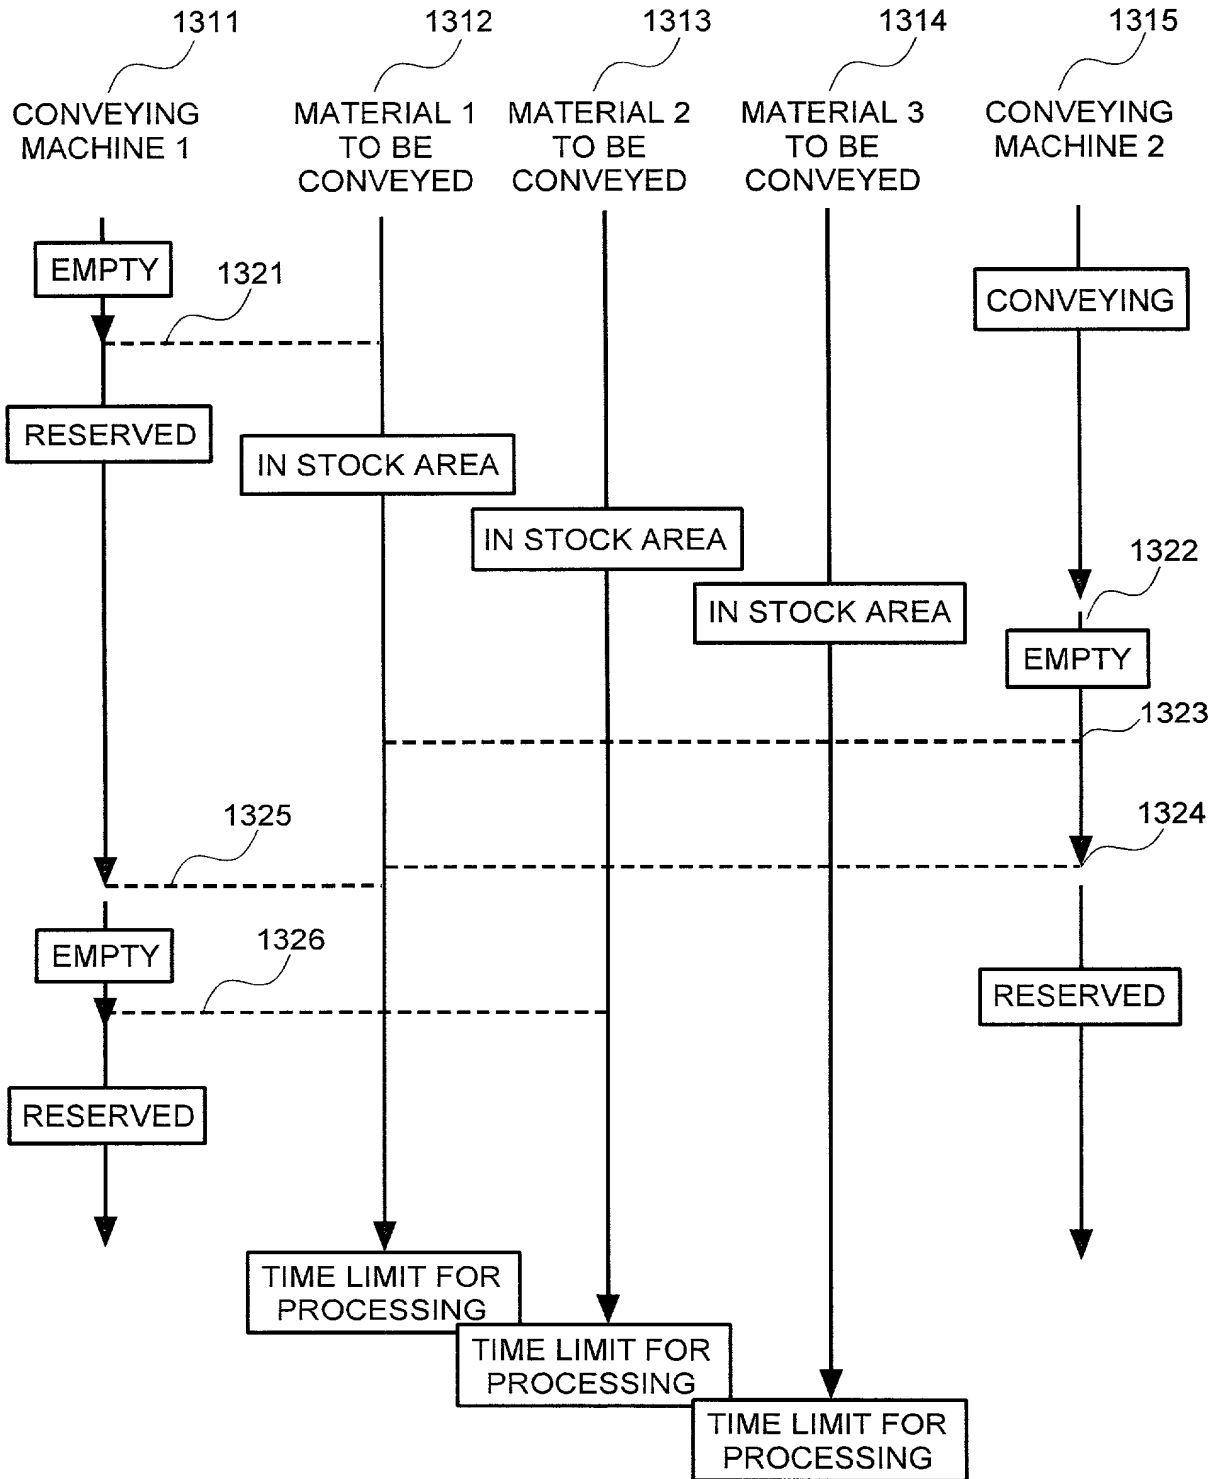 1311
1312
1313
1314
1315
CONVEYING
MACHINE 1
MATERIAL 1
TO BE
CONVEYED
MATERIAL 2
TO BE
CONVEYED
MATERIAL 3
TO BE
CONVEYED
CONVEYING
MACHINE 2
EMPTY
1321
CONVEYING
RESERVED
IN STOCK AREA
IN STOCK AREA
1322
IN STOCK AREA
EMPTY
1323
1325
1324
EMPTY
1326
RESERVED
RESERVED
TIME LIMIT FOR
PROCESSING
TIME LIMIT FOR
PROCESSING
TIME LIMIT FOR
PROCESSING